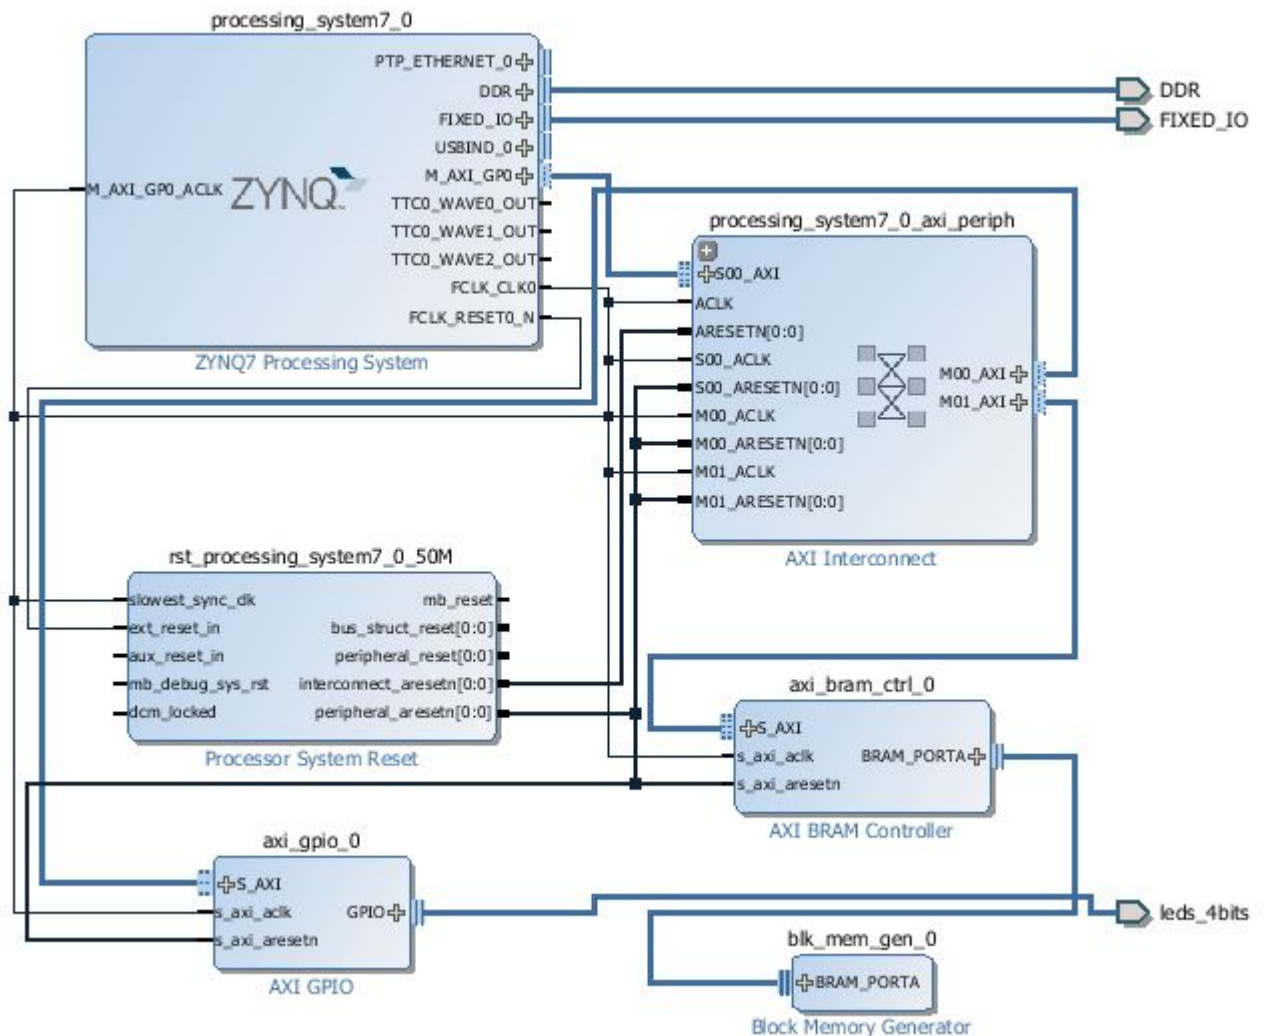 processing_system7_0
PTP_ETHERNET_0
DDR
FIXED_IO
USBIND_0
M_AXI_GP0
M_AXI_GP0_ACLK
ZYNQ
TTC0_WAVE0_OUT
TTC0_WAVE1_OUT
TTC0_WAVE2_OUT
FCLK_CLK0
FCLK_RESET0_N
ZYNQ7 Processing System
DDR
FIXED_IO
processing_system7_0_axi_periph
S00_AXI
ACLK
ARESETN[0:0]
S00_ACLK
S00_ARESETN[0:0]
M00_ACLK
M00_ARESETN[0:0]
M01_ACLK
M01_ARESETN[0:0]
M00_AXI
M01_AXI
AXI Interconnect
rst_processing_system7_0_50M
slowest_sync_clk
ext_reset_in
aux_reset_in
mb_debug_sys_rst
dcm_locked
mb_reset
bus_struct_reset[0:0]
peripheral_reset[0:0]
interconnect_aresetn[0:0]
peripheral_aresetn[0:0]
Processor System Reset
axi_bram_ctrl_0
S_AXI
s_axi_aclk
s_axi_aresetn
BRAM_PORTA
AXI BRAM Controller
axi_gpio_0
S_AXI
s_axi_aclk
s_axi_aresetn
GPIO
AXI GPIO
leds_4bits
blk_mem_gen_0
BRAM_PORTA
Block Memory Generator